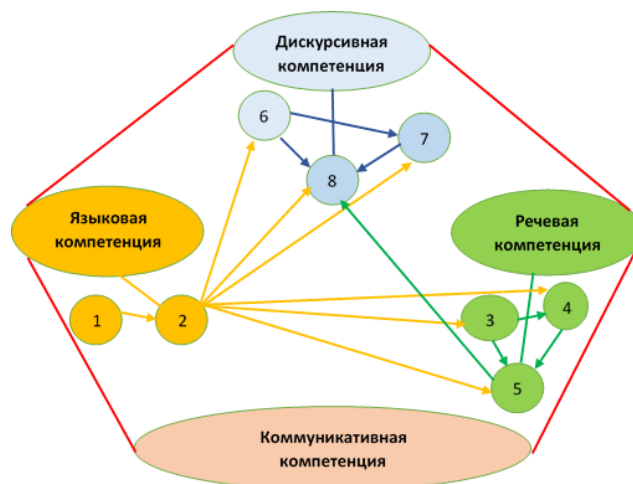 Дискурсивная
компетенция
6
7
8
Языковая
компетенция
Речевая
компетенция
1
2
3
4
5
Коммуникативная
компетенция